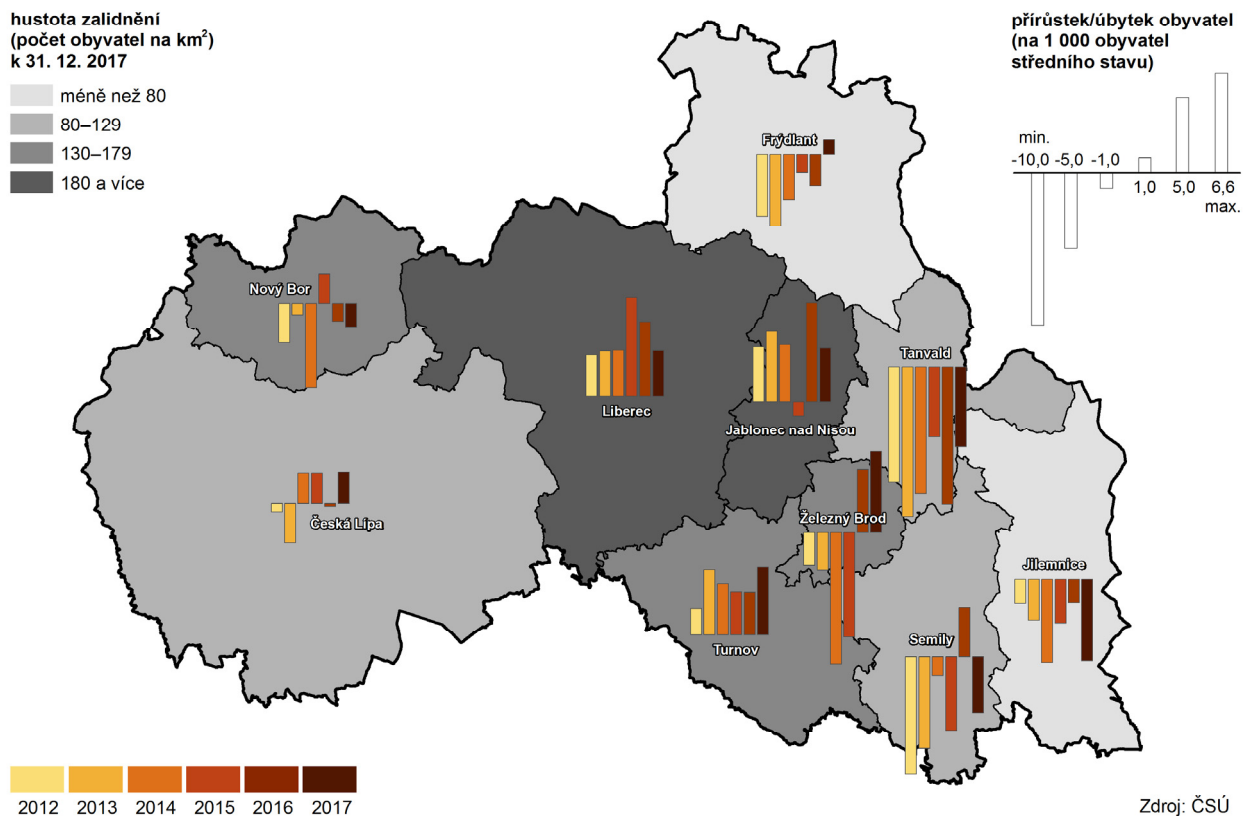 hustota zalidnění
(počet obyvatel na km²)
k 31. 12. 2017
méně než 80
80–129
130–179
180 a více
přírůstek/úbytek obyvatel
(na 1 000 obyvatel
středního stavu)
min.
-10,0 -5,0 -1,0
1,0 5,0 6,6
max.
Frýdlant
Nový Bor
Tanvald
Liberec
Jablonec nad Nisou
Česká Lípa
Železný Brod
Jilemnice
Semily
Turnov
2012 2013 2014 2015 2016 2017
Zdroj: ČSÚ